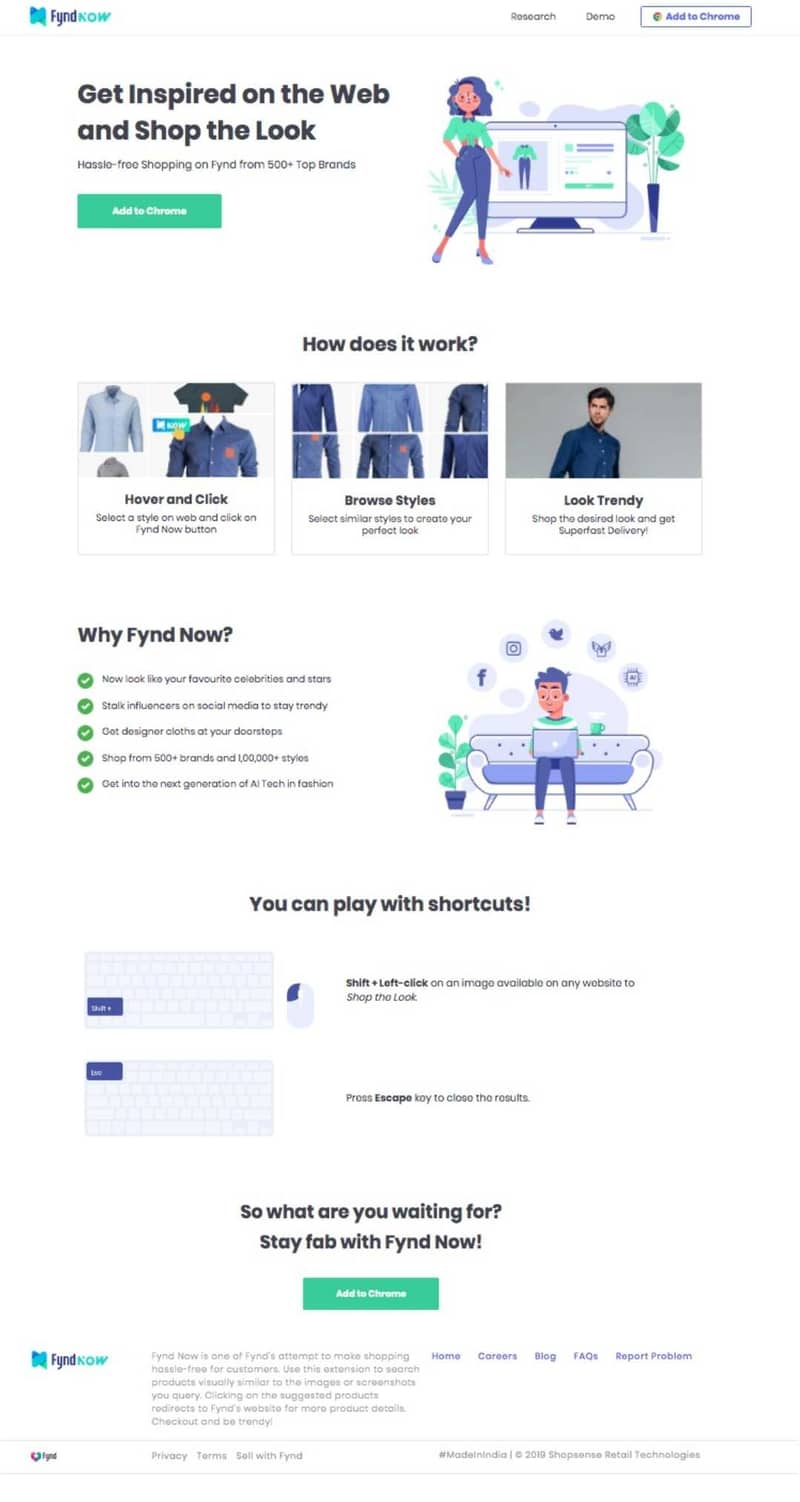 Fynd NOW
Research
Demo
Add to Chrome
Get Inspired on the Web
and Shop the Look
Hassle-free Shopping on Fynd from 500+ Top Brands
Add to Chrome
How does it work?
NOW
Hover and Click
Select a style on web and click on
Fynd Now button
Browse Styles
Select similar styles to create your
perfect look
Look Trendy
Shop the desired look and get
Superfast Delivery!
Why Fynd Now?
Now look like your favourite celebrities and stars
Stalk influencers on social media to stay trendy
Get designer cloths at your doorsteps
Shop from 500+ brands and 1,00,000+ styles
Get into the next generation of AI Tech in fashion
AI
You can play with shortcuts!
Shift +
Shift + Left-click on an image available on any website to
Shop the Look.
Esc
Press Escape key to close the results.
So what are you waiting for?
Stay fab with Fynd Now!
Add to Chrome
Fynd NOW
Fynd Now is one of Fynd's attempt to make shopping
hassle-free for customers. Use this extension to search
products visually similar to the images or screenshots
you query. Clicking on the suggested products
redirects to Fynd's website for more product details.
Checkout and be trendy!
Home
Careers
Blog
FAQs
Report Problem
Fynd
Privacy
Terms
Sell with Fynd
#MadeInIndia | © 2019 Shopsense Retail Technologies